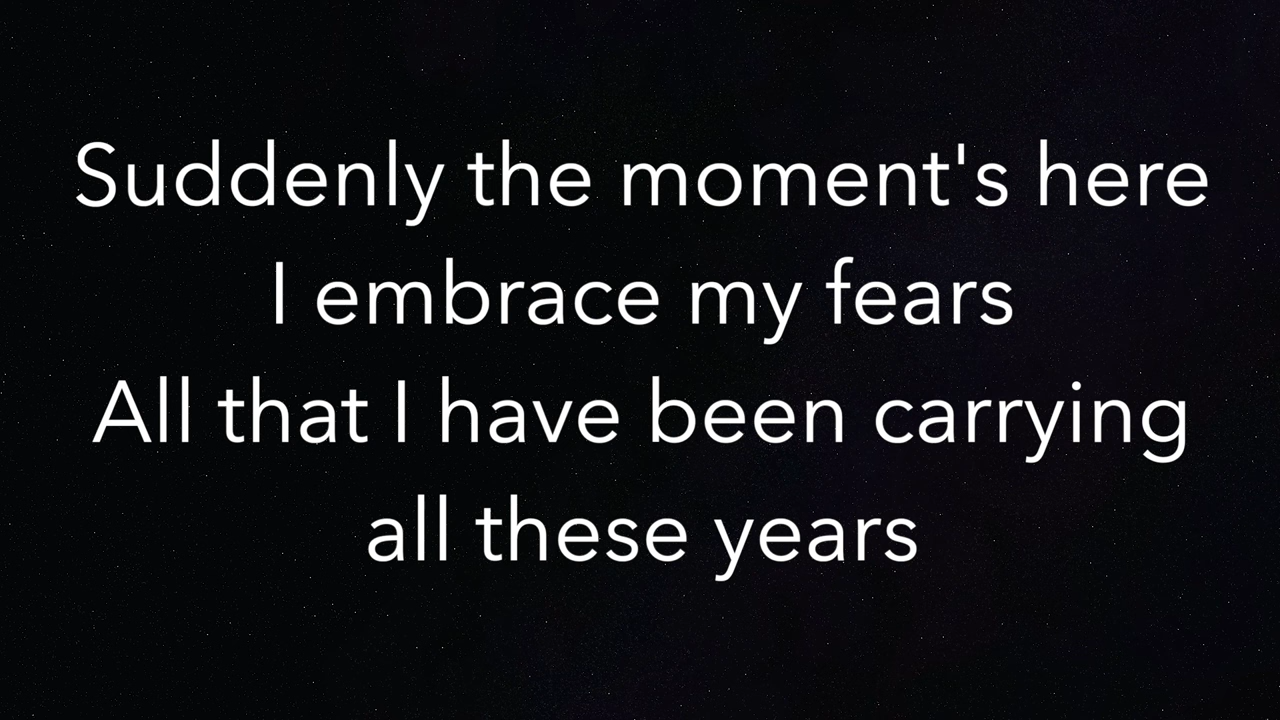 Suddenly the moment's here
I embrace my fears
All that I have been carrying
all these years